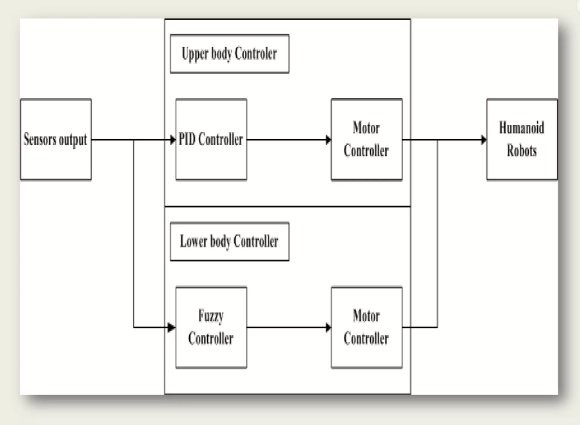 Upper body Controler
Sensors output
PID Controller
Motor
Controller
Humanoid
Robots
Lower body Controller
Fuzzy
Controller
Motor
Controller